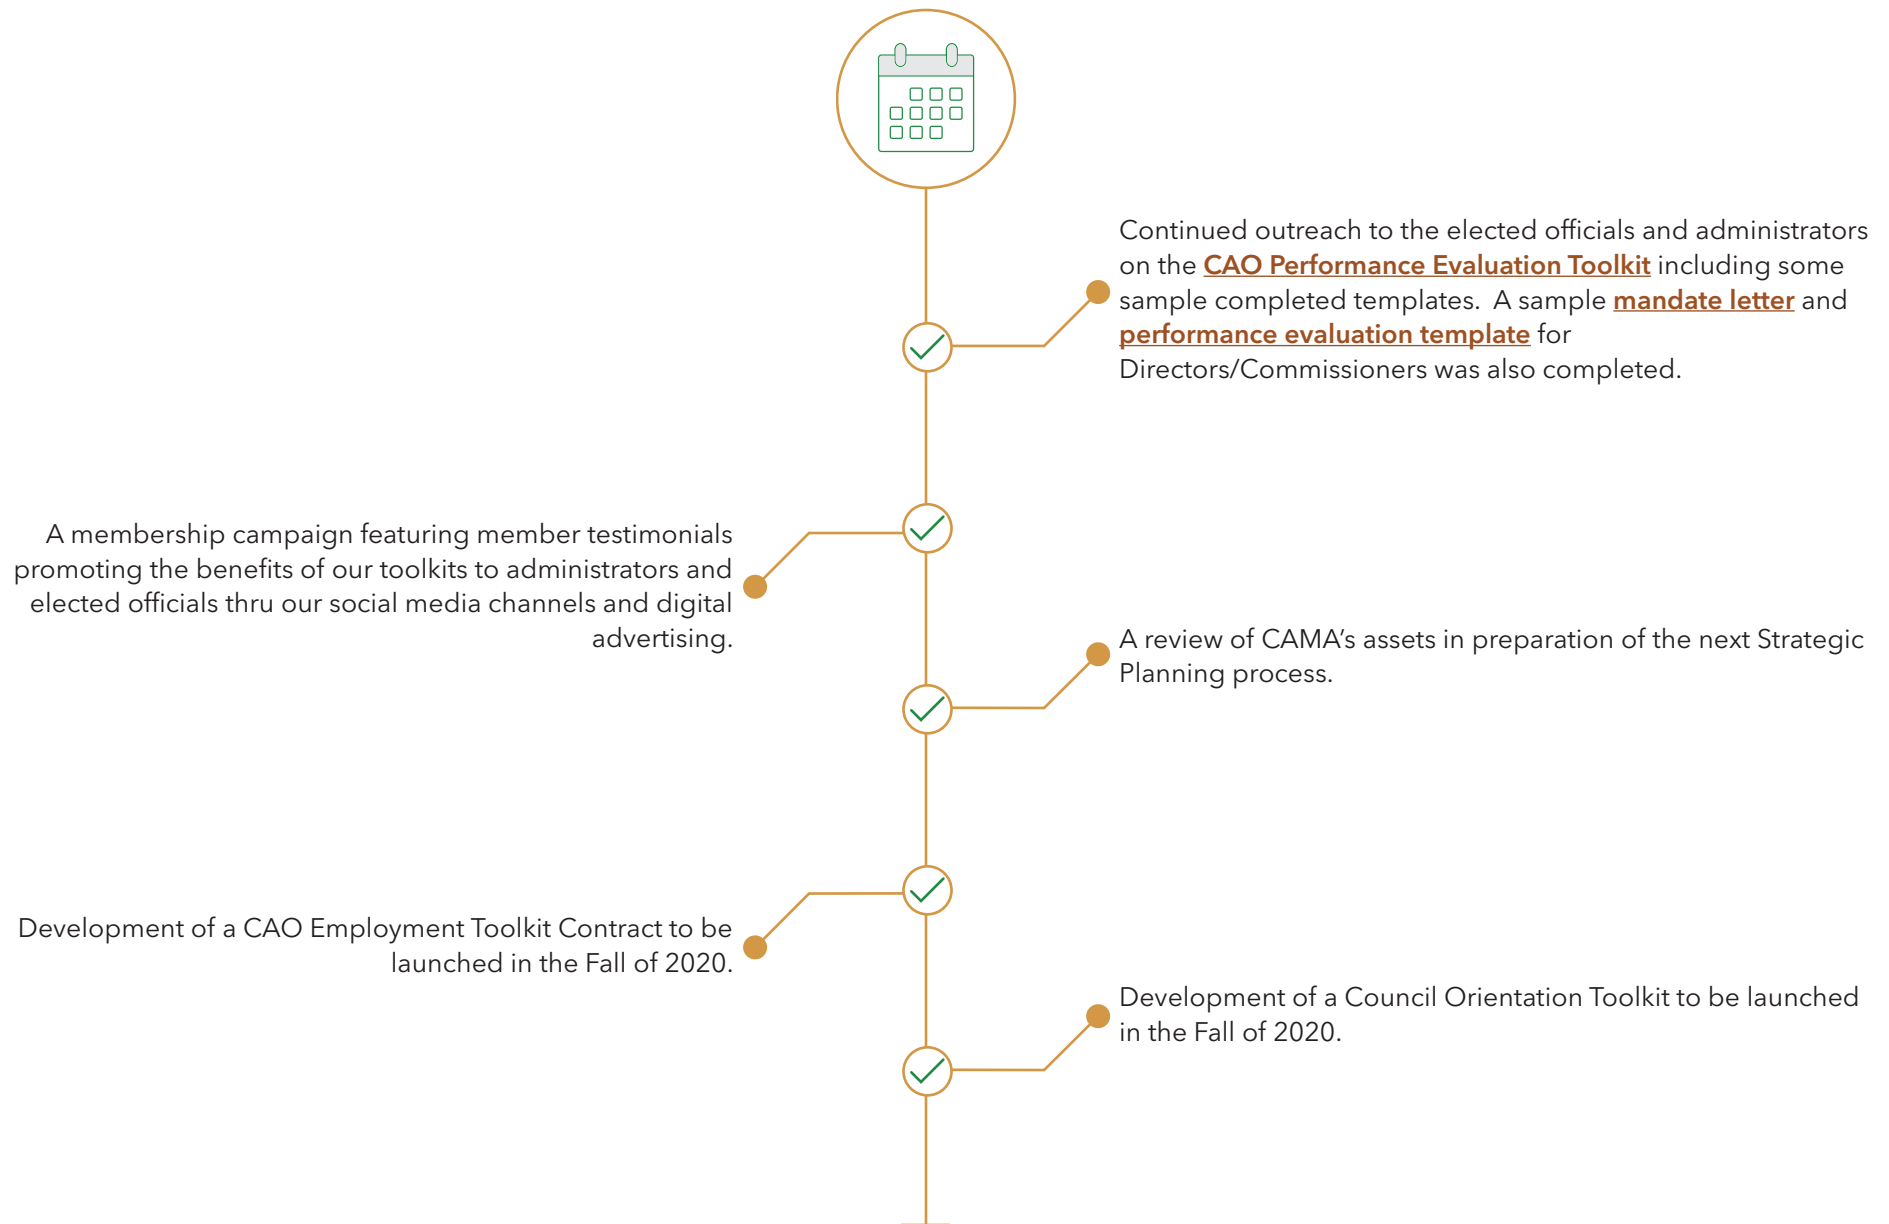 Continued outreach to the elected officials and administrators
on the CAO Performance Evaluation Toolkit including some
sample completed templates.  A sample mandate letter and
performance evaluation template for
Directors/Commissioners was also completed.
A membership campaign featuring member testimonials
promoting the benefits of our toolkits to administrators and
elected officials thru our social media channels and digital
advertising.
A review of CAMA’s assets in preparation of the next Strategic
Planning process.
Development of a CAO Employment Toolkit Contract to be
launched in the Fall of 2020.
Development of a Council Orientation Toolkit to be launched
in the Fall of 2020.